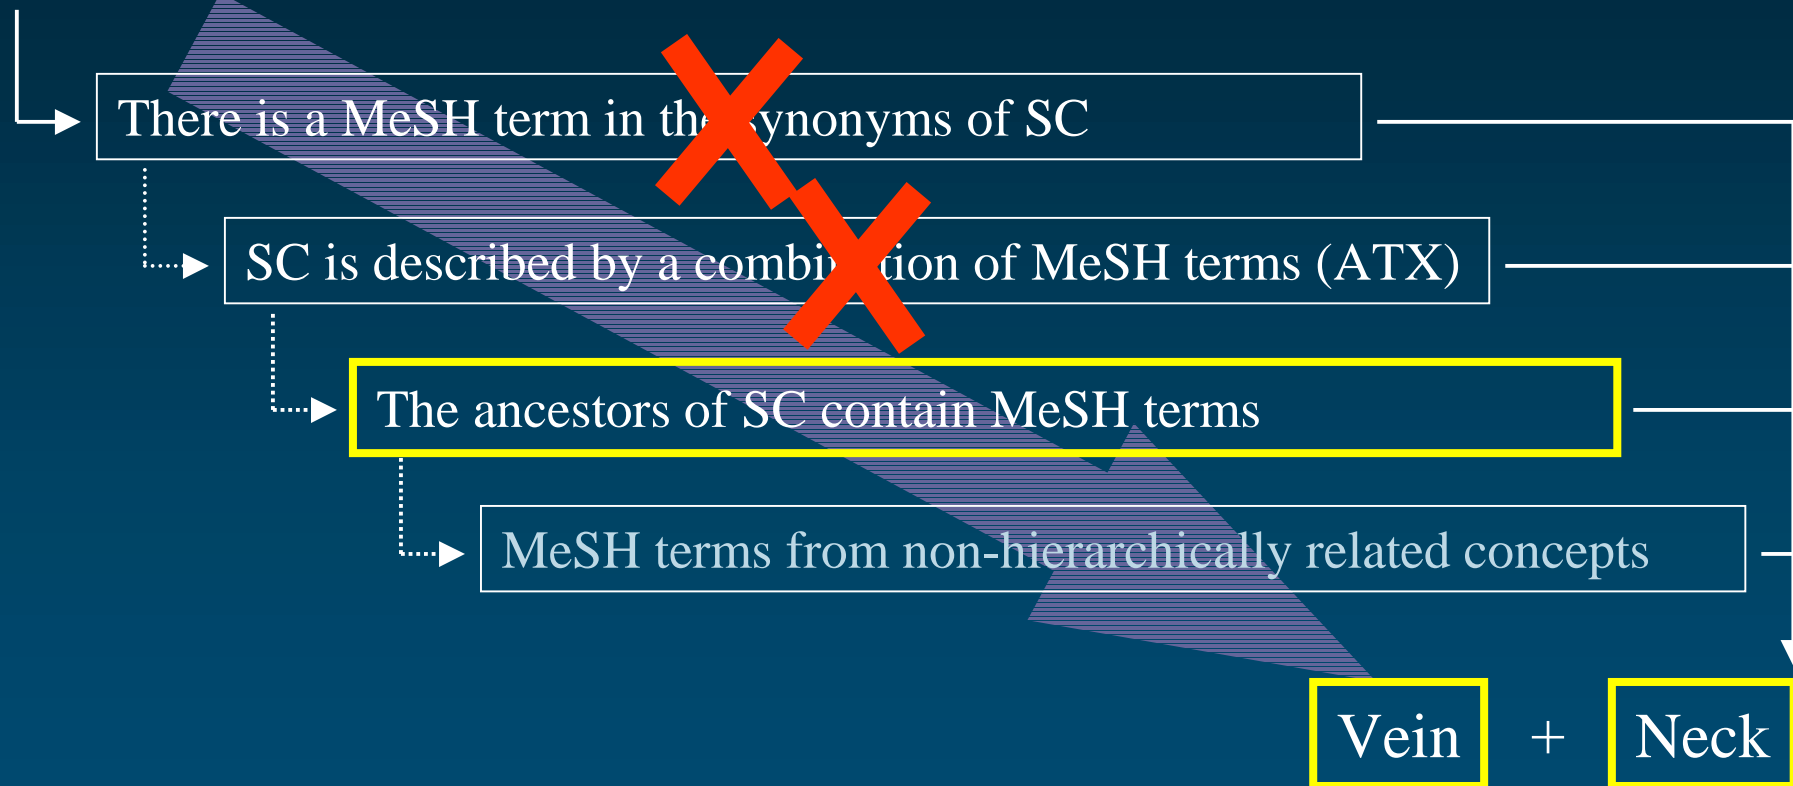 There is a MeSH term in the synonyms of SC
SC is described by a combination of MeSH terms (ATX)
The ancestors of SC contain MeSH terms
MeSH terms from non-hierarchically related concepts
Vein + Neck